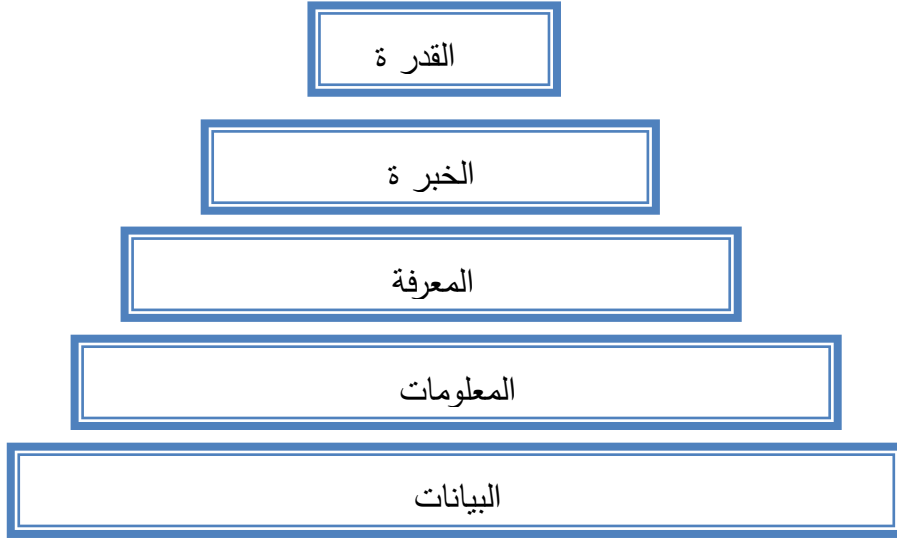 القدر ة
الخبر ة
المعرفة
المعلومات
البيانات